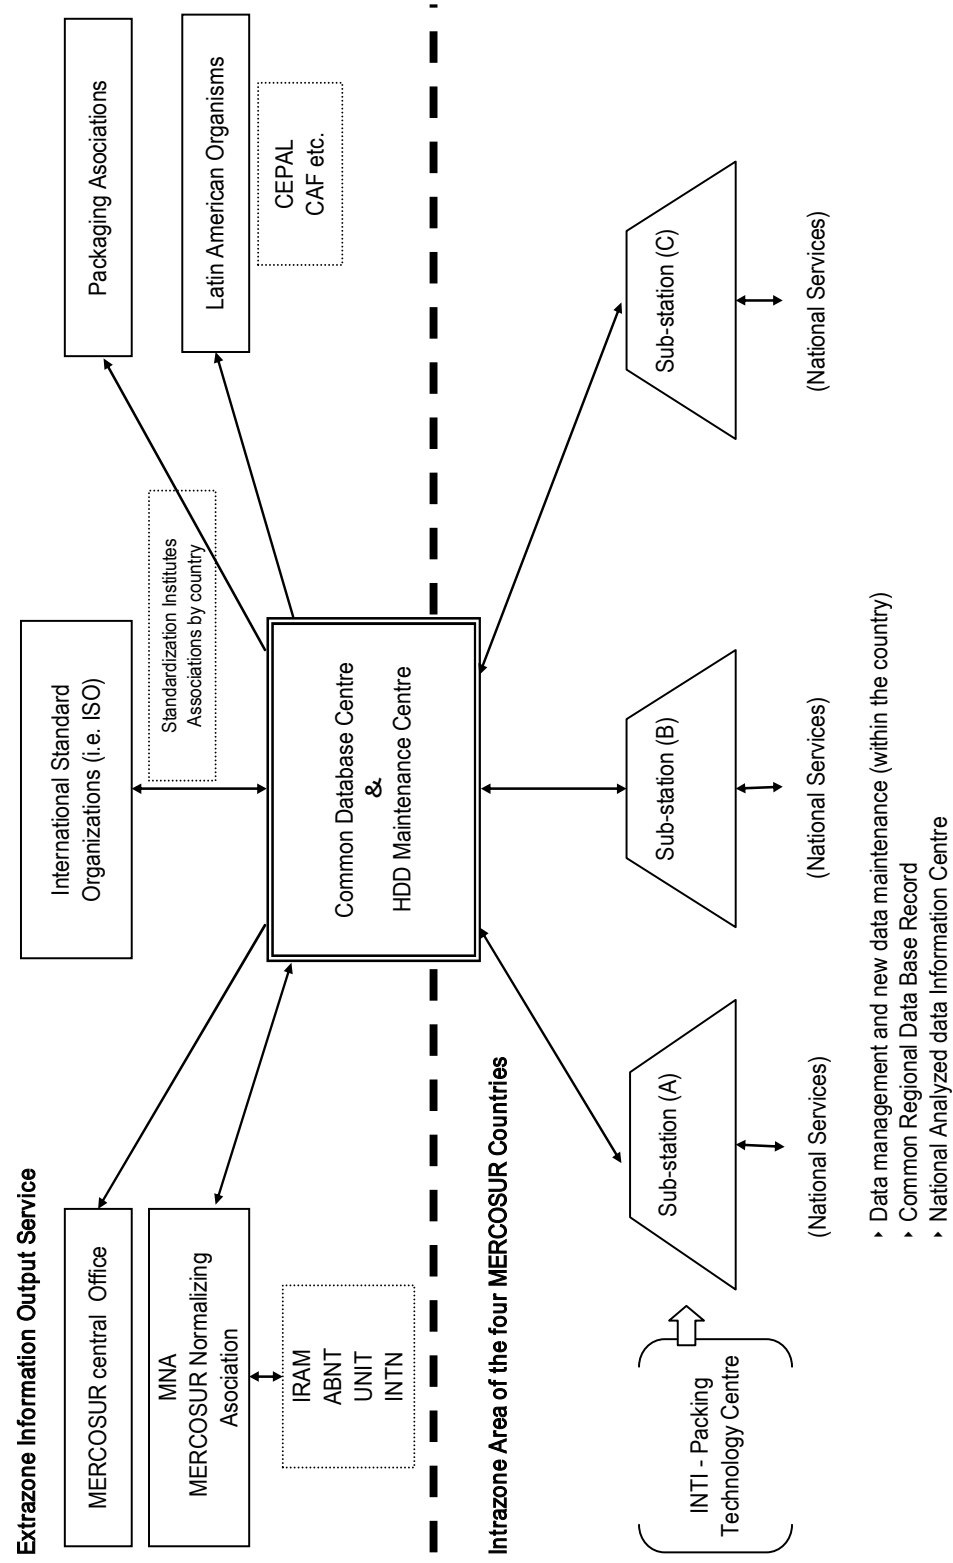 Extrazone Information Output Service
MERCOSUR central Office
MNA
MERCOSUR Normalizing
Asociation
IRAM
ABNT
UNIT
INTN
International Standard
Organizations (i.e. ISO)
Standardization Institutes
Associations by country
Packaging Asociations
Latin American Organisms
CEPAL
CAF etc.
Common Database Centre
&
HDD Maintenance Centre
Intrazone Area of the four MERCOSUR Countries
INTI - Packing
Technology Centre
Sub-station (A)
Sub-station (B)
Sub-station (C)
(National Services)
(National Services)
(National Services)
‣ Data management and new data maintenance (within the country)
‣ Common Regional Data Base Record
‣ National Analyzed data Information Centre